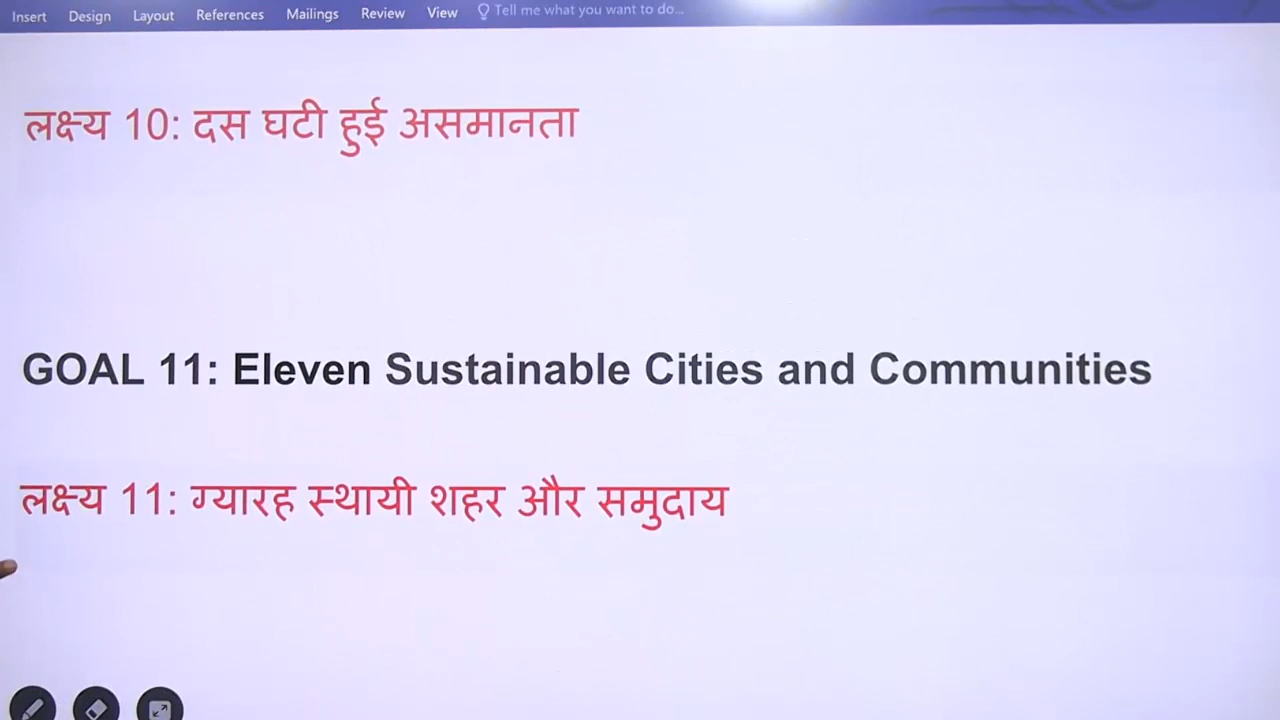 Insert Design Layout References Mailings Review View Tell me what you want to do...
लक्ष्य 10: दस घटी हुई असमानता
GOAL 11: Eleven Sustainable Cities and Communities
लक्ष्य 11: ग्यारह स्थायी शहर और समुदाय